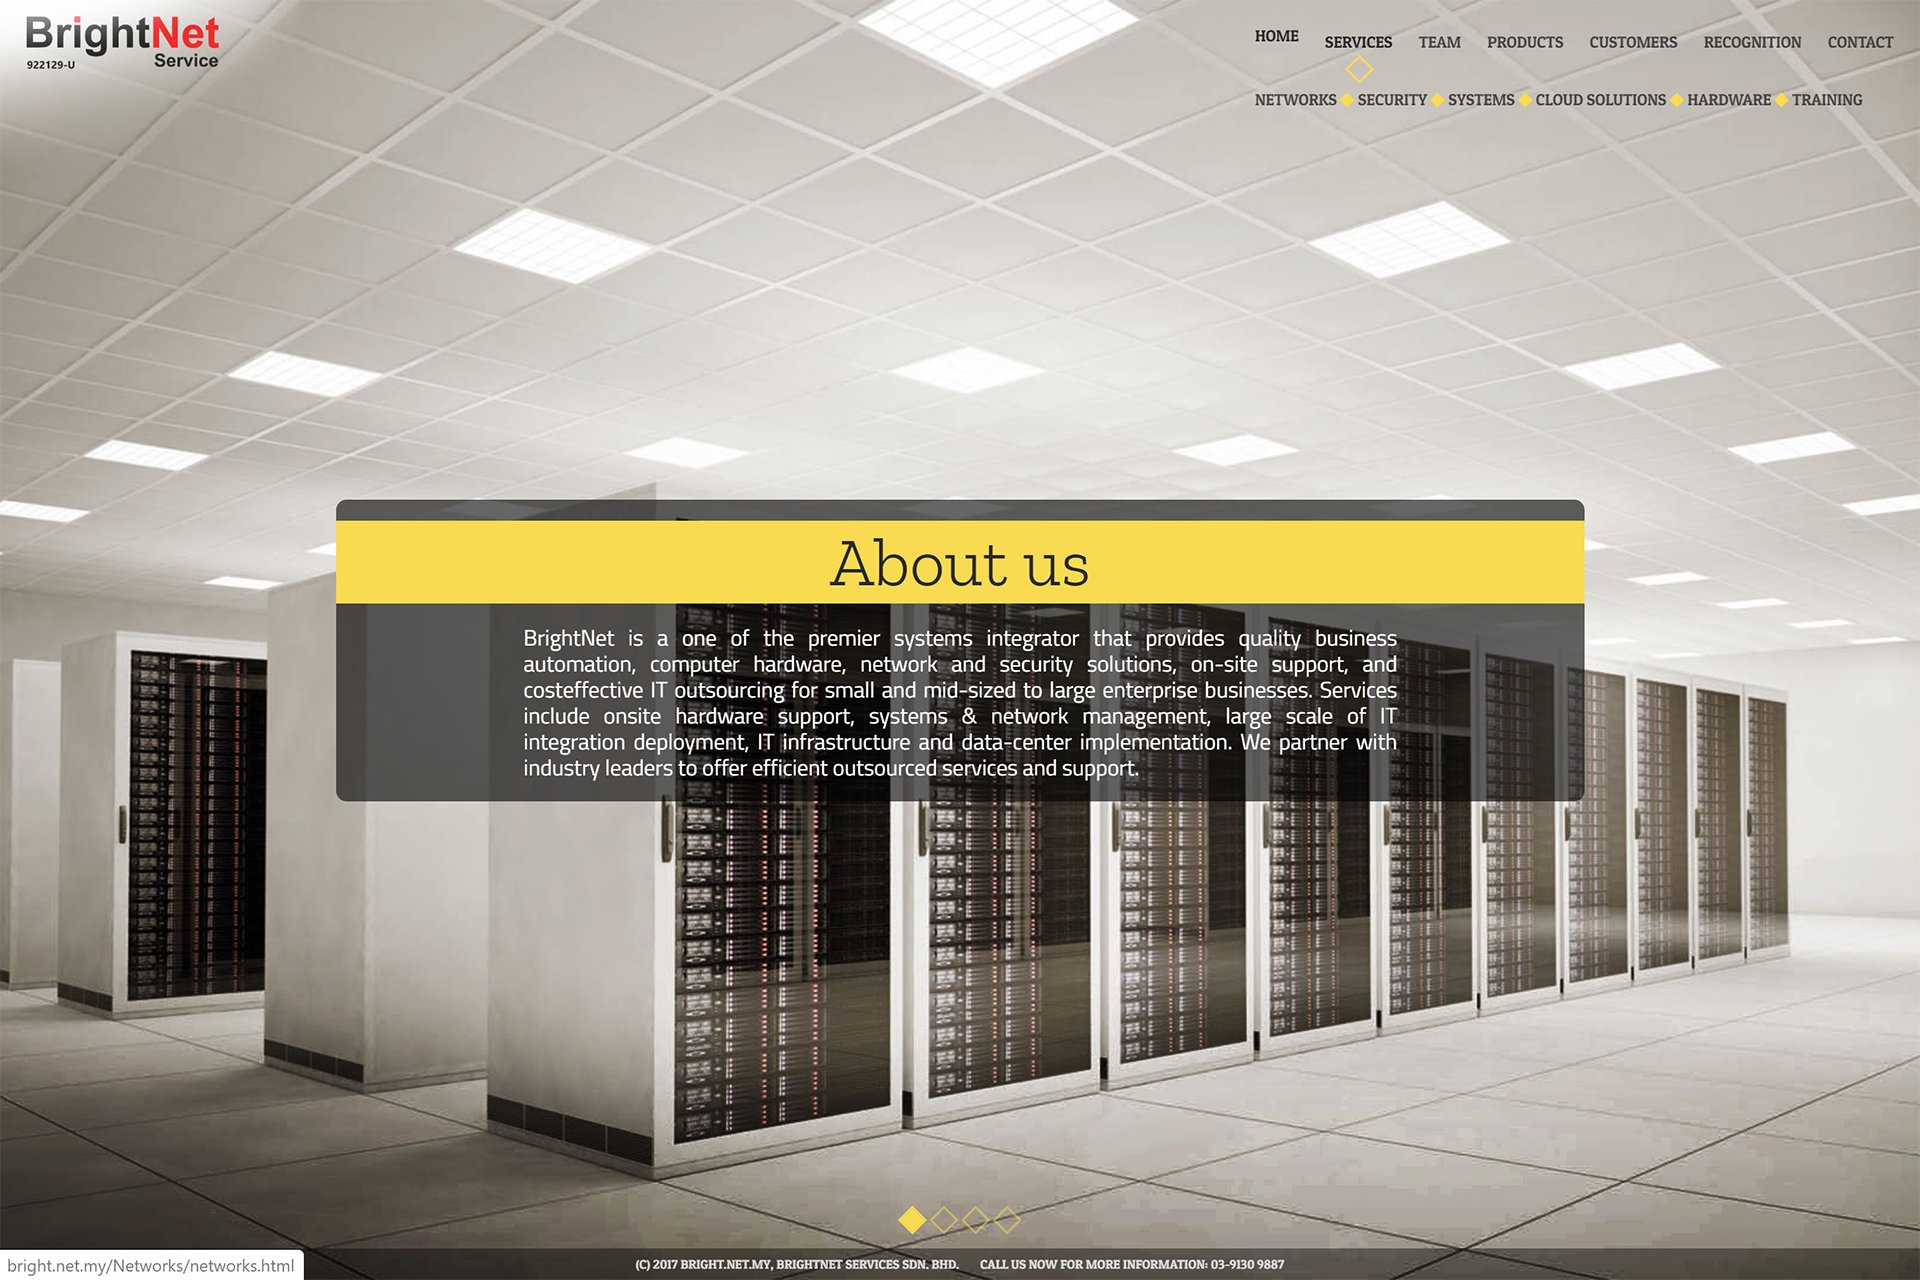 BrightNet
922129-U Service
HOME SERVICES TEAM PRODUCTS CUSTOMERS RECOGNITION CONTACT
NETWORKS SECURITY SYSTEMS CLOUD SOLUTIONS HARDWARE TRAINING
About us
BrightNet is a one of the premier systems integrator that provides quality business
automation, computer hardware, network and security solutions, on-site support, and
costeffective IT outsourcing for small and mid-sized to large enterprise businesses. Services
include onsite hardware support, systems & network management, large scale of IT
integration deployment, IT infrastructure and data-center implementation. We partner with
industry leaders to offer efficient outsourced services and support.
(C) 2017 BRIGHT.NET.MY, BRIGHTNET SERVICES SDN. BHD. CALL US NOW FOR MORE INFORMATION: 03-9130 9887
bright.net.my/Networks/networks.html